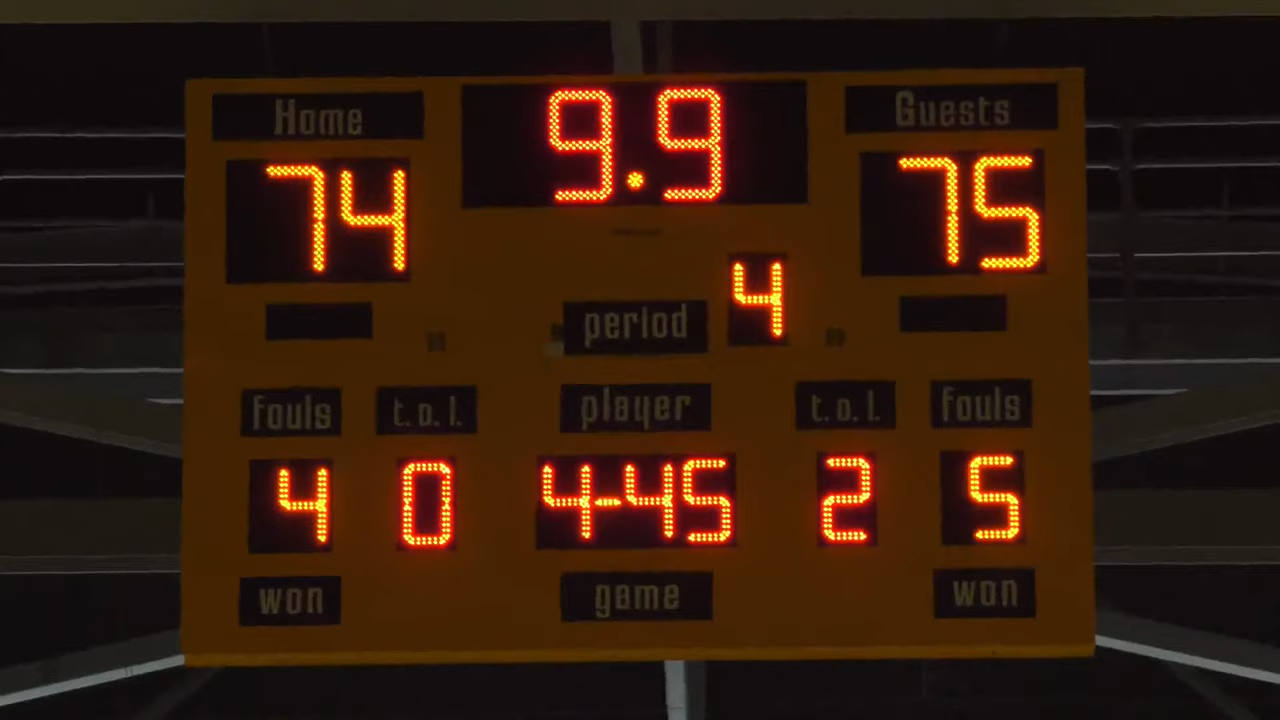 Home 9.9 Guests
74 75
period 4
fouls t.o.l. player t.o.l. fouls
4 0 4-45 2 5
won game won